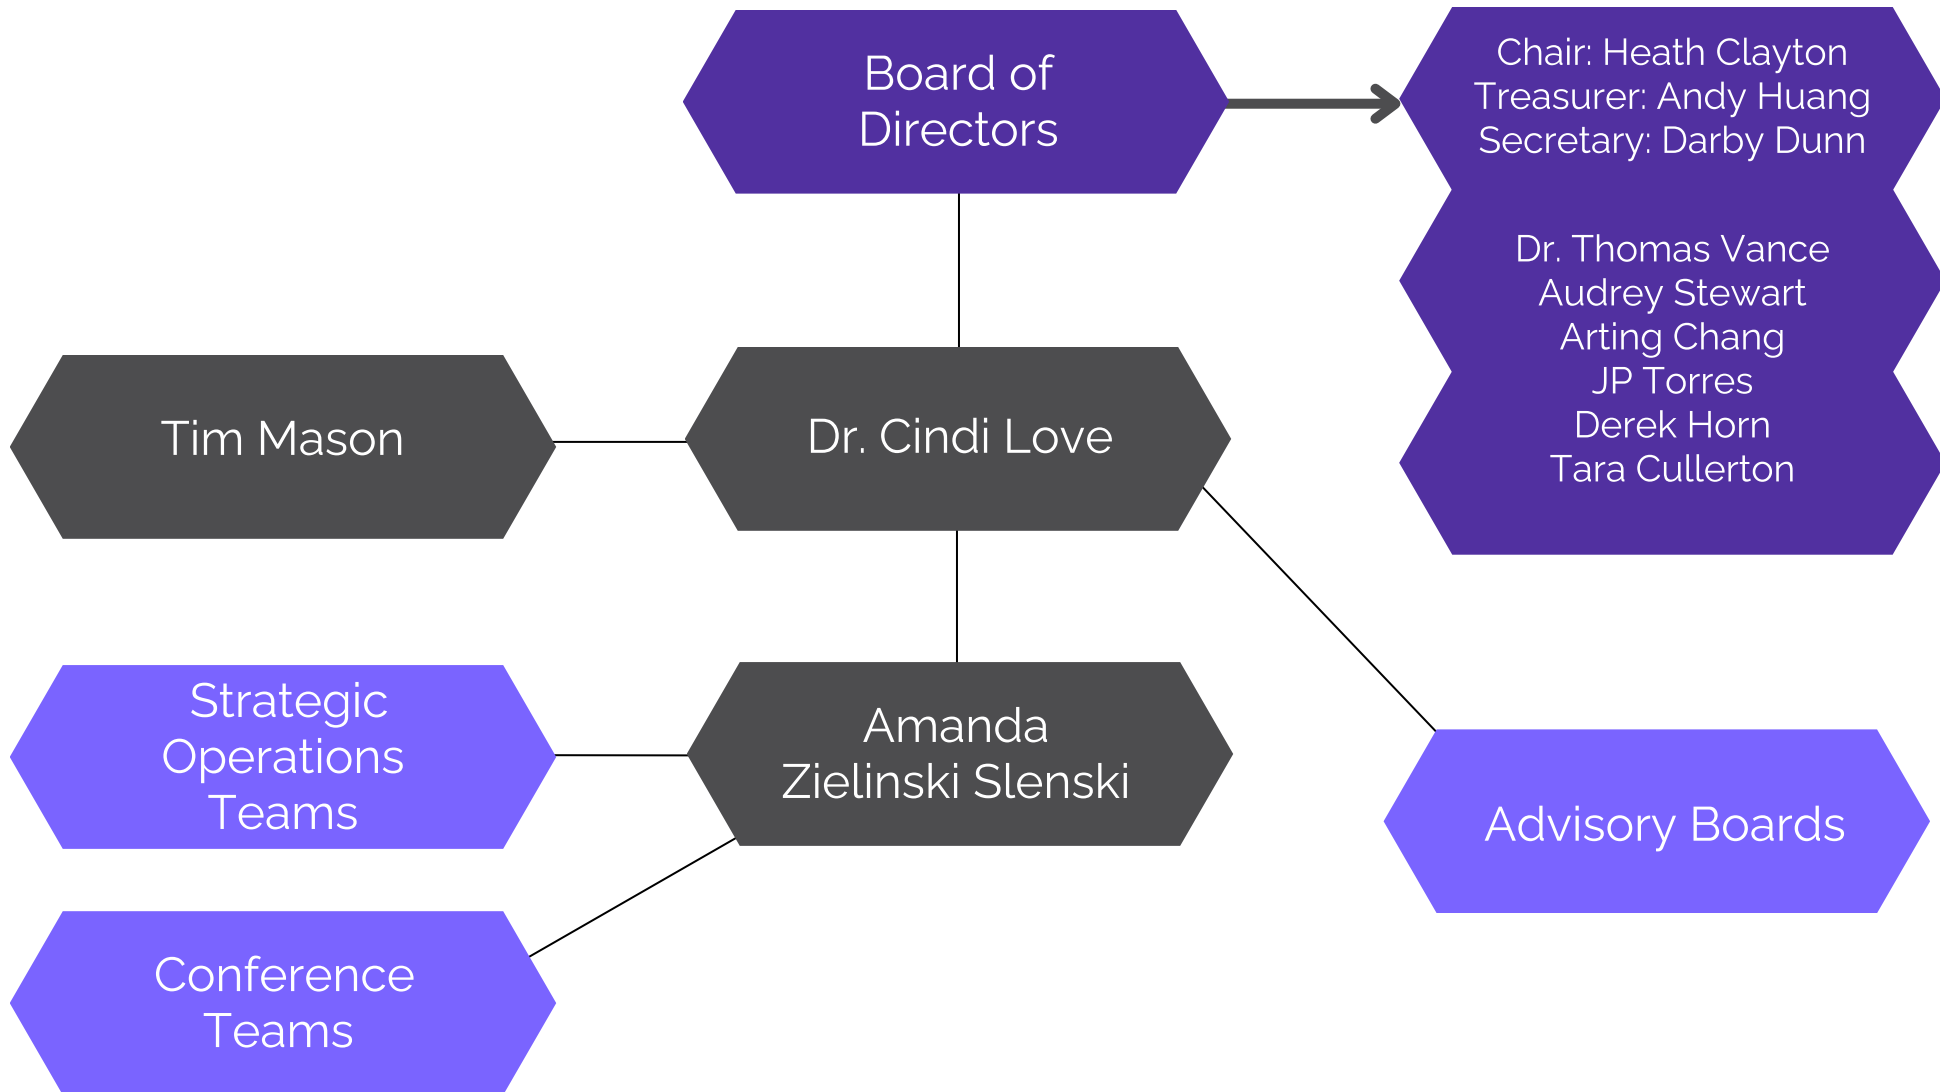 Board of
Directors
Chair: Heath Clayton
Treasurer: Andy Huang
Secretary: Darby Dunn
Dr. Thomas Vance
Audrey Stewart
Arting Chang
JP Torres
Derek Horn
Tara Cullerton
Tim Mason
Dr. Cindi Love
Strategic
Operations
Teams
Amanda
Zielinski Slenski
Advisory Boards
Conference
Teams